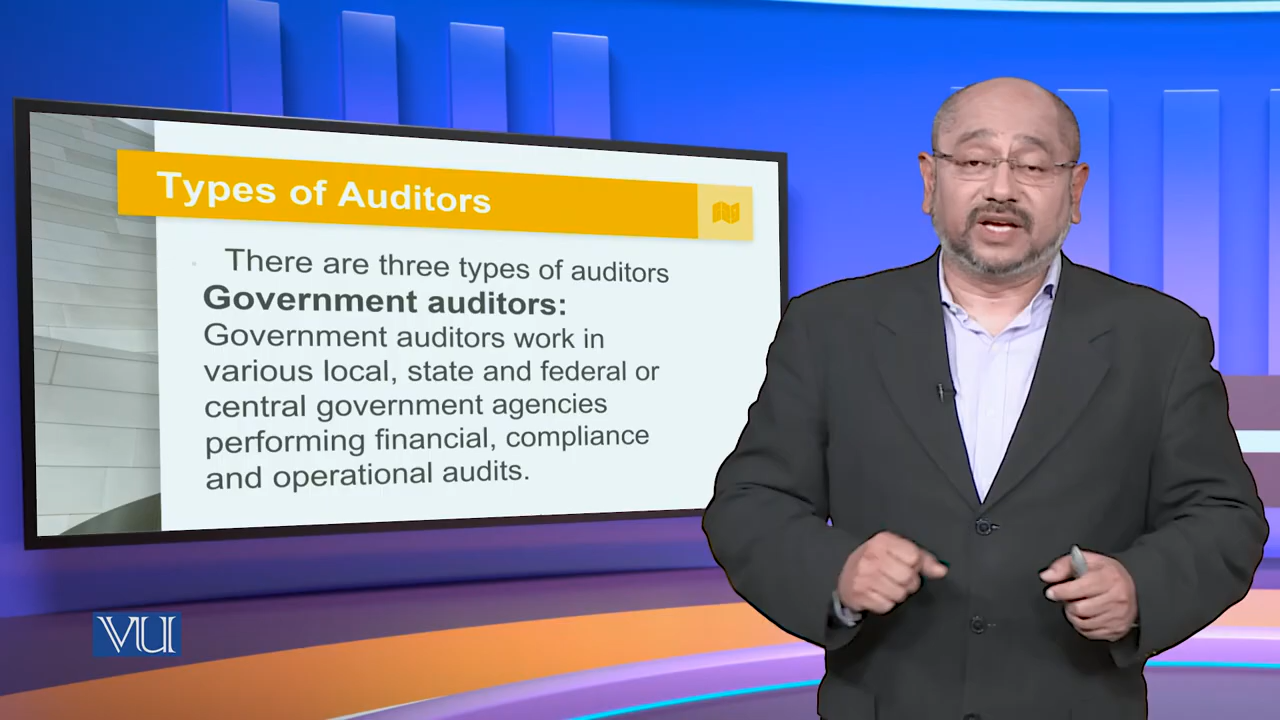 Types of Auditors
There are three types of auditors
Government auditors:
Government auditors work in
various local, state and federal or
central government agencies
performing financial, compliance
and operational audits.
VU